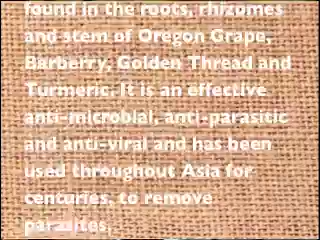 found in the roots, rhizomes
and stem of Oregon Grape,
Barberry, Golden Thread and
Turmeric. It is an effective
anti-microbial, anti-parasitic
and anti-viral and has been
used throughout Asia for
centuries, to remove
parasites,